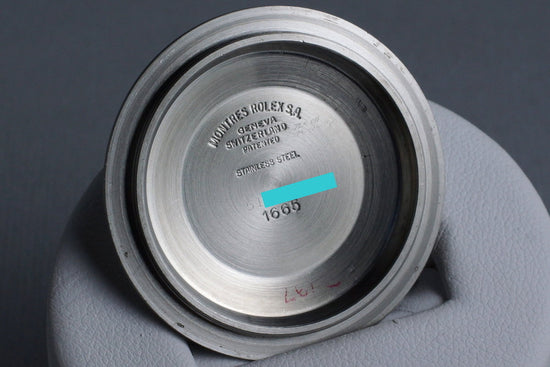 MONTRES ROLEX S.A.
GENEVA
SWITZERLAND
PATENTED
STAINLESS STEEL
1665